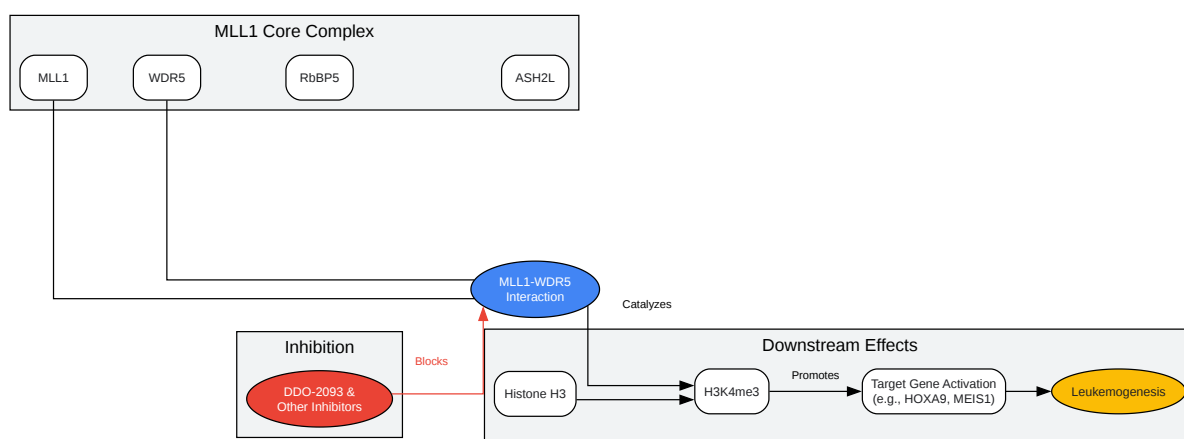 MLL1 Core Complex
MLL1
WDR5
RbBP5
ASH2L
MLL1-WDR5
Interaction
Catalyzes
Inhibition
Blocks
DDO-2093 &
Other Inhibitors
Downstream Effects
Histone H3
H3K4me3
Promotes
Target Gene Activation
(e.g., HOXA9, MEIS1)
Leukemogenesis